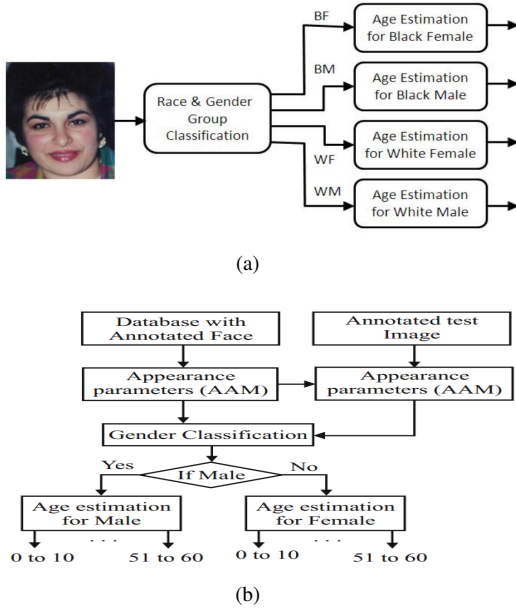 BF
Age Estimation
for Black Female
BM
Age Estimation
for Black Male
Race & Gender
Group
Classification
WF
Age Estimation
for White Female
WM
Age Estimation
for White Male
(a)
Database with
Annotated Face
Annotated test
Image
Appearance
parameters (AAM)
Appearance
parameters (AAM)
Gender Classification
Yes
If Male
No
Age estimation
for Male
Age estimation
for Female
. . .
. . .
0 to 10
51 to 60
0 to 10
51 to 60
(b)